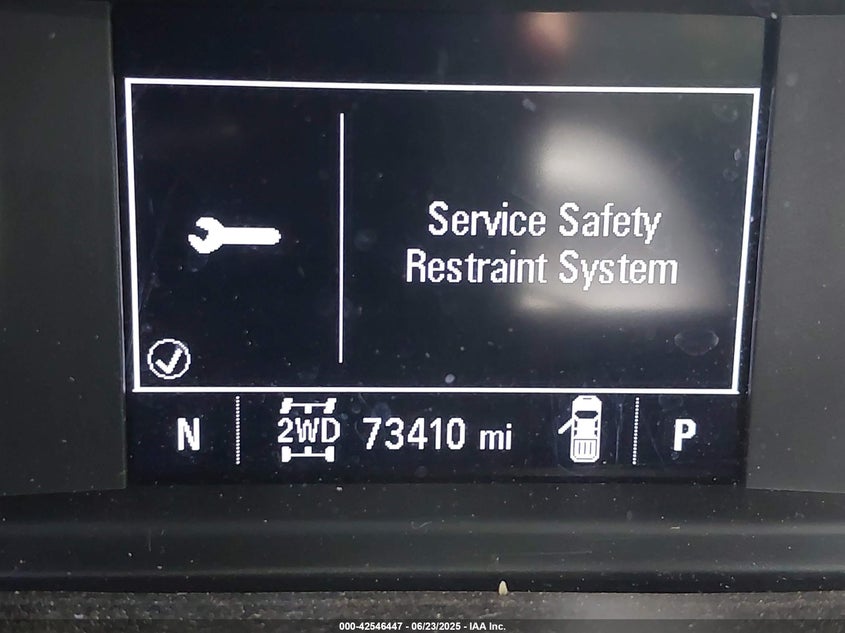 Service Safety
Restraint System
N 2WD 73410 mi P
000-42546447 - 06/23/2025 - IAA Inc.